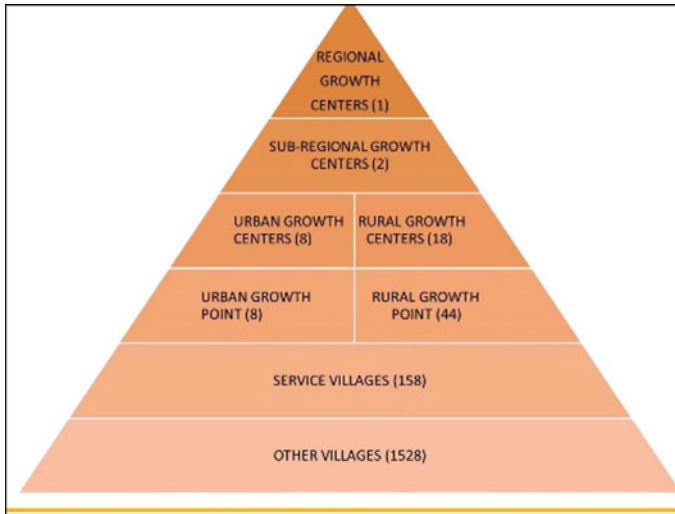 REGIONAL
GROWTH
CENTERS (1)
SUB-REGIONAL GROWTH
CENTERS (2)
URBAN GROWTH
CENTERS (8)
RURAL GROWTH
CENTERS (18)
URBAN GROWTH
POINT (8)
RURAL GROWTH
POINT (44)
SERVICE VILLAGES (158)
OTHER VILLAGES (1528)